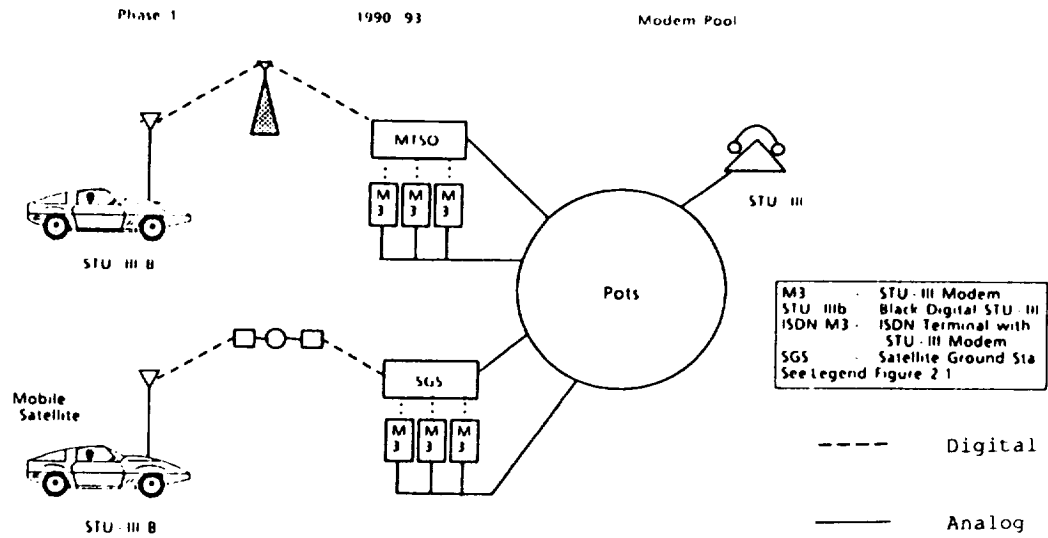 Phase 1 1990 93 Modem Pool
MTSO
M 3 M 3 M 3
STU III
STU III B
Pots
M3 · STU·III Modem
STU IIIb Black Digital STU·III
ISDN M3 · ISDN Terminal with
STU·III Modem
SGS · Satellite Ground Sta
See Legend Figure 2 1
SGS
Mobile
Satellite
M 3 M 3 M 3
Digital
STU·III B
Analog